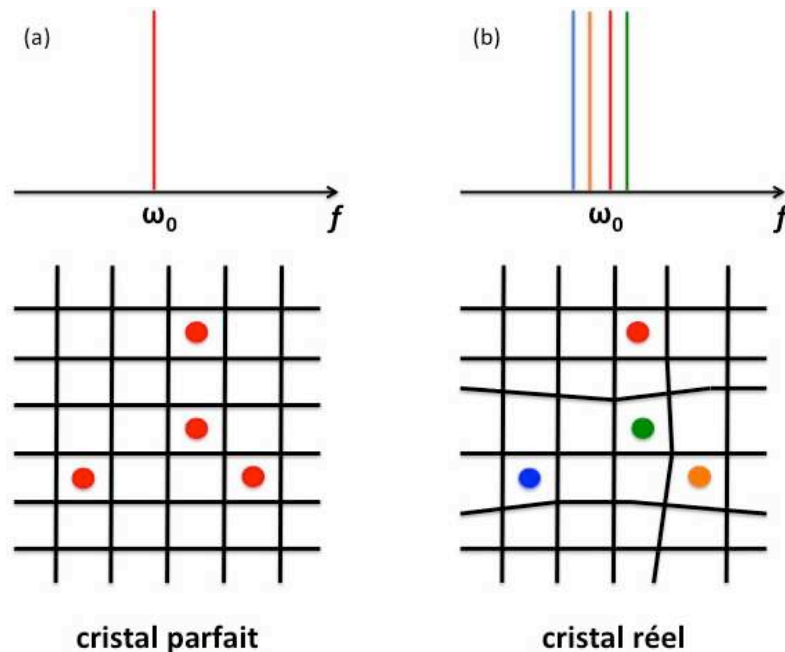 (a)
(b)
ω₀
f
ω₀
f
cristal parfait
cristal réel